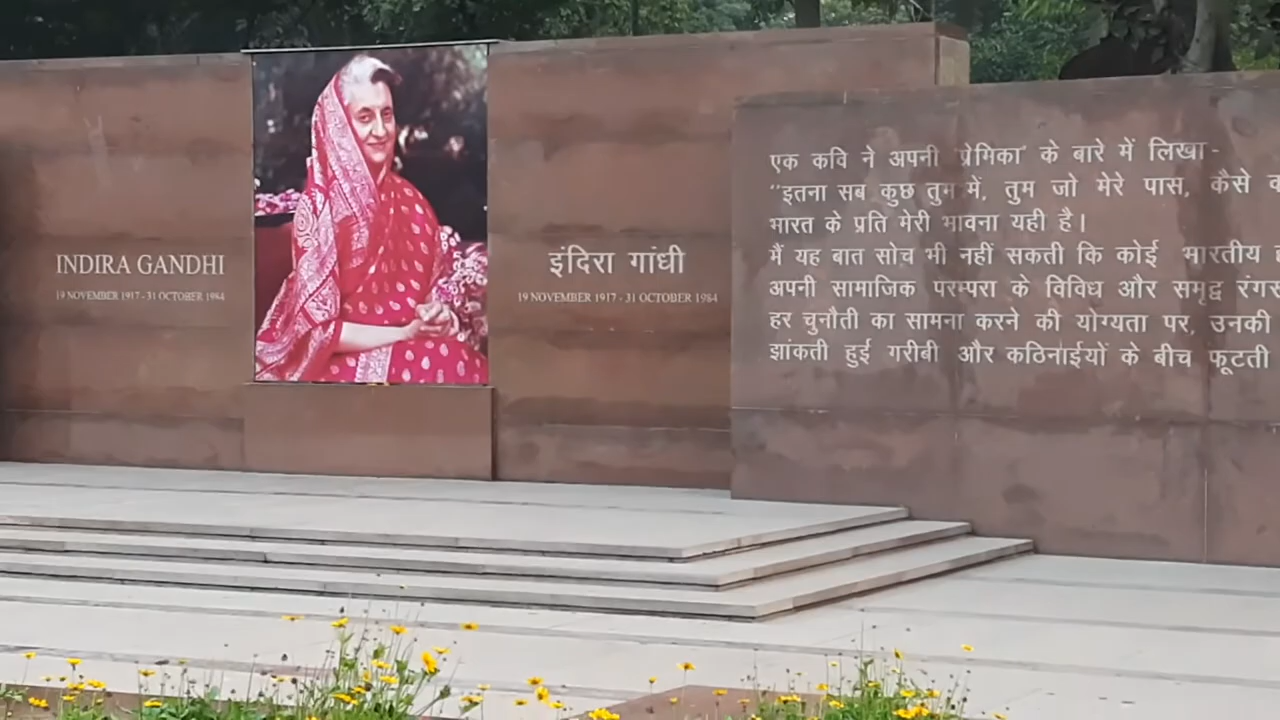 INDIRA GANDHI
19 NOVEMBER 1917 - 31 OCTOBER 1984
इंदिरा गांधी
19 NOVEMBER 1917 - 31 OCTOBER 1984
एक कवि ने अपनी 'प्रेमिका' के बारे में लिखा-
"इतना सब कुछ तुम में, तुम जो मेरे पास, कैसे
भारत के प्रति मेरी भावना यही है।
मैं यह बात सोच भी नहीं सकती कि कोई भारतीय
अपनी सामाजिक परम्परा के विविध और समृद्ध
हर चुनौती का सामना करने की योग्यता पर, उनकी
झांकती हुई गरीबी और कठिनाईयों के बीच फूटती